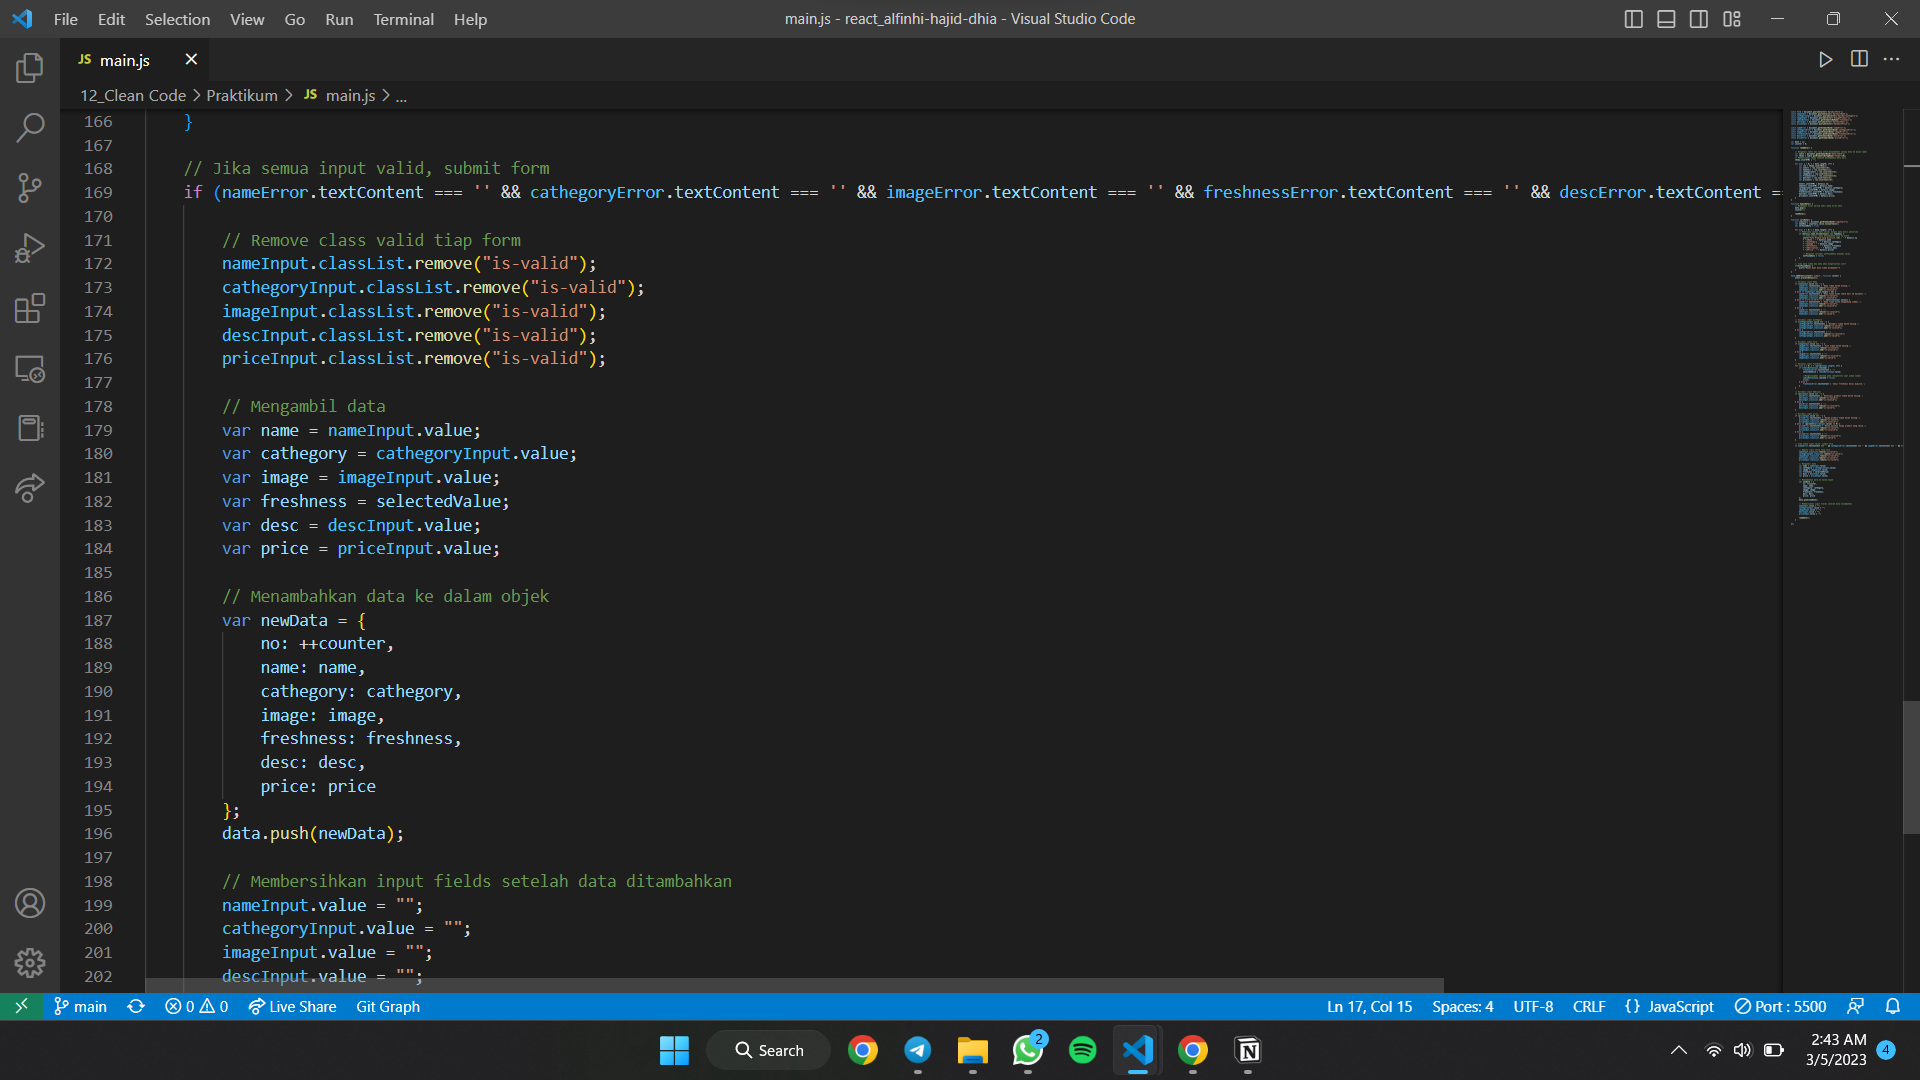 File Edit Selection View Go Run Terminal Help
main.js - react_alfinhi-hajid-dhia - Visual Studio Code
JS main.js
12_Clean Code > Praktikum > JS main.js > ...
166 }
167
168 // Jika semua input valid, submit form
169 if (nameError.textContent === '' && cathegoryError.textContent === '' && imageError.textContent === '' && freshnessError.textContent === '' && descError.textContent ==
170
171 // Remove class valid tiap form
172 nameInput.classList.remove("is-valid");
173 cathegoryInput.classList.remove("is-valid");
174 imageInput.classList.remove("is-valid");
175 descInput.classList.remove("is-valid");
176 priceInput.classList.remove("is-valid");
177
178 // Mengambil data
179 var name = nameInput.value;
180 var cathegory = cathegoryInput.value;
181 var image = imageInput.value;
182 var freshness = selectedValue;
183 var desc = descInput.value;
184 var price = priceInput.value;
185
186 // Menambahkan data ke dalam objek
187 var newData = {
188 no: ++counter,
189 name: name,
190 cathegory: cathegory,
191 image: image,
192 freshness: freshness,
193 desc: desc,
194 price: price
195 };
196 data.push(newData);
197
198 // Membersihkan input fields setelah data ditambahkan
199 nameInput.value = "";
200 cathegoryInput.value = "";
201 imageInput.value = "";
202 descInput.value = "";
main 0 0 Live Share Git Graph
Ln 17, Col 15 Spaces: 4 UTF-8 CRLF {} JavaScript Port : 5500
Search
2
2:43 AM
3/5/2023
4